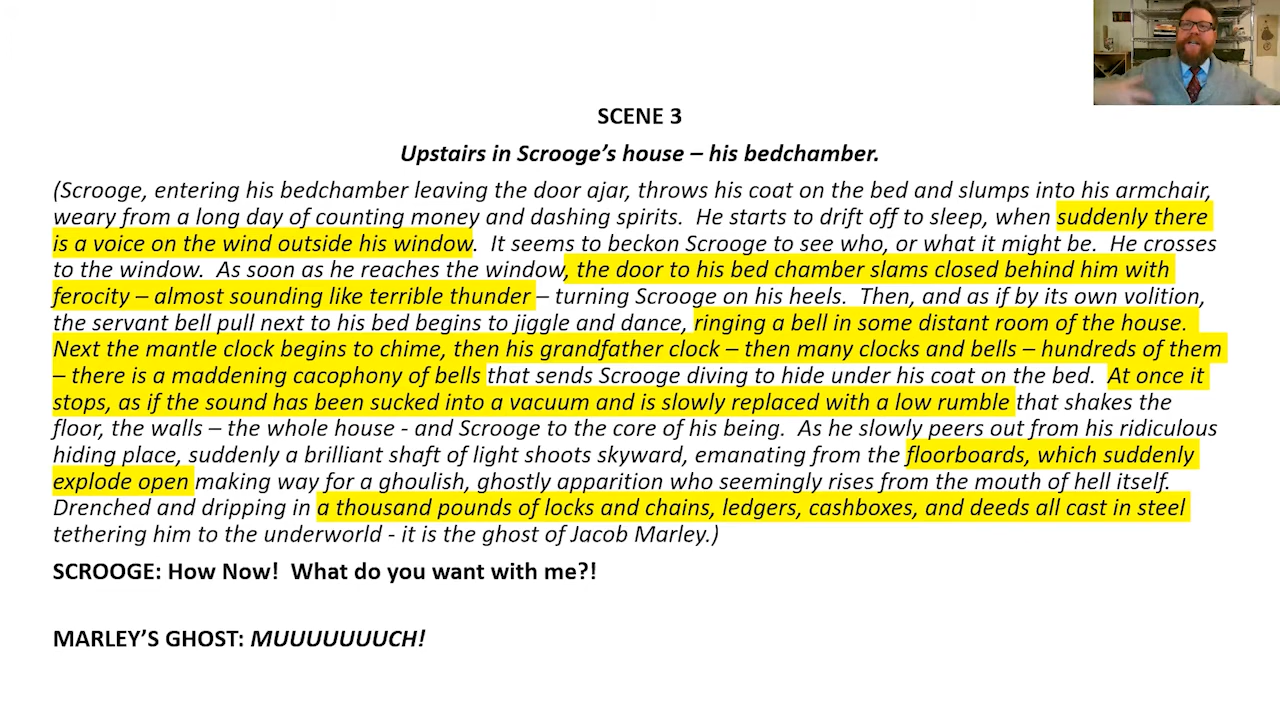 SCENE 3
Upstairs in Scrooge’s house – his bedchamber.
(Scrooge, entering his bedchamber leaving the door ajar, throws his coat on the bed and slumps into his armchair,
weary from a long day of counting money and dashing spirits.  He starts to drift off to sleep, when suddenly there
is a voice on the wind outside his window.  It seems to beckon Scrooge to see who, or what it might be.  He crosses
to the window.  As soon as he reaches the window, the door to his bed chamber slams closed behind him with
ferocity – almost sounding like terrible thunder – turning Scrooge on his heels.  Then, and as if by its own volition,
the servant bell pull next to his bed begins to jiggle and dance, ringing a bell in some distant room of the house.
Next the mantle clock begins to chime, then his grandfather clock – then many clocks and bells – hundreds of them
– there is a maddening cacophony of bells that sends Scrooge diving to hide under his coat on the bed.  At once it
stops, as if the sound has been sucked into a vacuum and is slowly replaced with a low rumble that shakes the
floor, the walls – the whole house - and Scrooge to the core of his being.  As he slowly peers out from his ridiculous
hiding place, suddenly a brilliant shaft of light shoots skyward, emanating from the floorboards, which suddenly
explode open making way for a ghoulish, ghostly apparition who seemingly rises from the mouth of hell itself.
Drenched and dripping in a thousand pounds of locks and chains, ledgers, cashboxes, and deeds all cast in steel
tethering him to the underworld - it is the ghost of Jacob Marley.)
SCROOGE: How Now!  What do you want with me?!
MARLEY’S GHOST: MUUUUUUUCH!